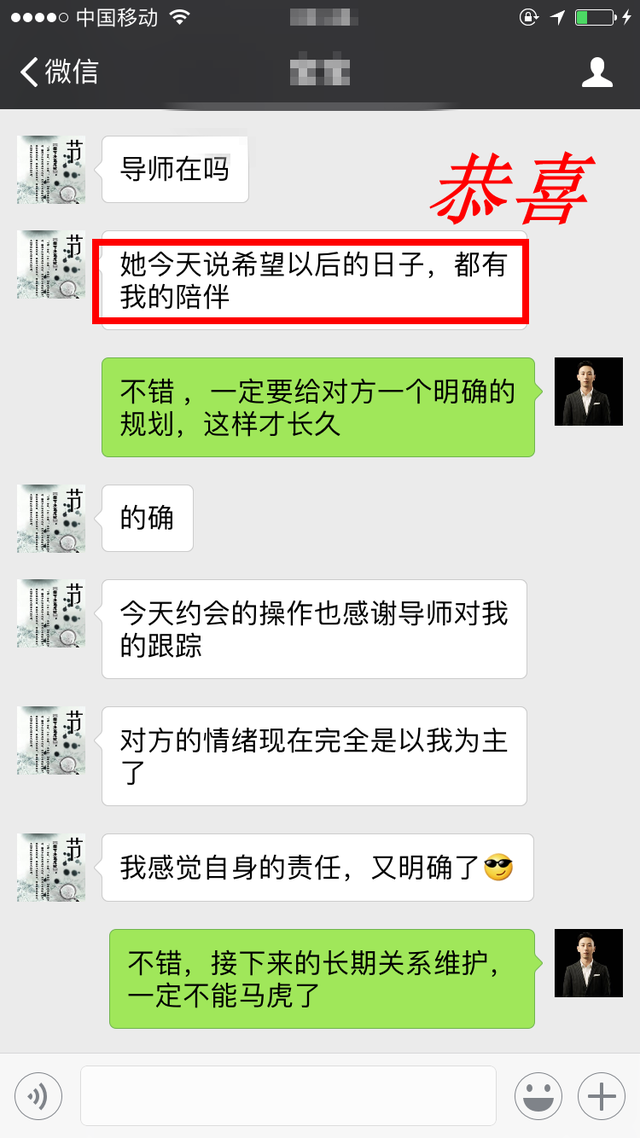 中国移动
微信
导师在吗
恭喜
她今天说希望以后的日子，都有
我的陪伴
不错，一定要给对方一个明确的
规划，这样才长久
的确
今天约会的操作也感谢导师对我
的跟踪
对方的情绪现在完全是以我为主
了
我感觉自身的责任，又明确了
不错，接下来的长期关系维护，
一定不能马虎了